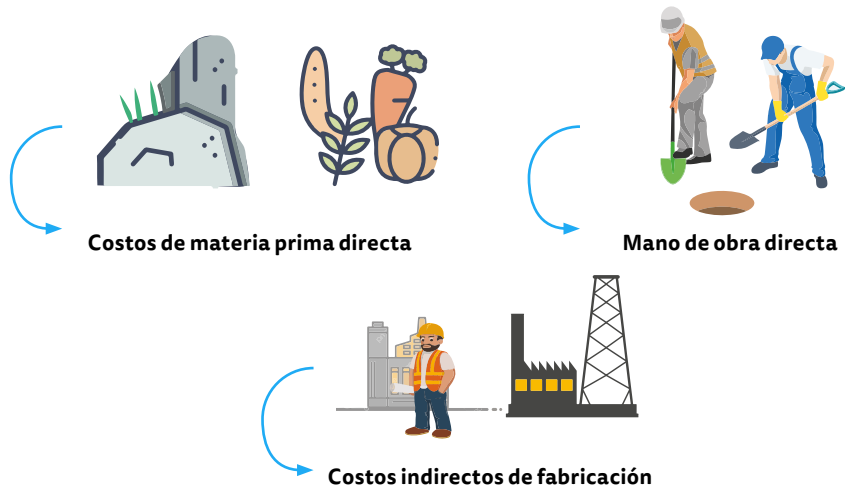 Costos de materia prima directa
Mano de obra directa
Costos indirectos de fabricación